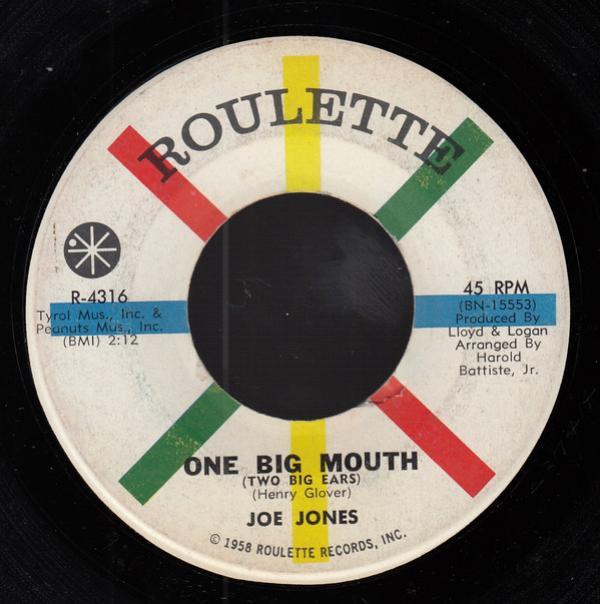 ROULETTE
R-4316
Tyrol Mus., Inc. &
Peanuts Mus., Inc.
(BMI) 2:12
45 RPM
(BN-15553)
Produced By
Lloyd & Logan
Arranged By
Harold
Battiste, Jr.
ONE BIG MOUTH
(TWO BIG EARS)
(Henry Glover)
JOE JONES
© 1958 ROULETTE RECORDS, INC.